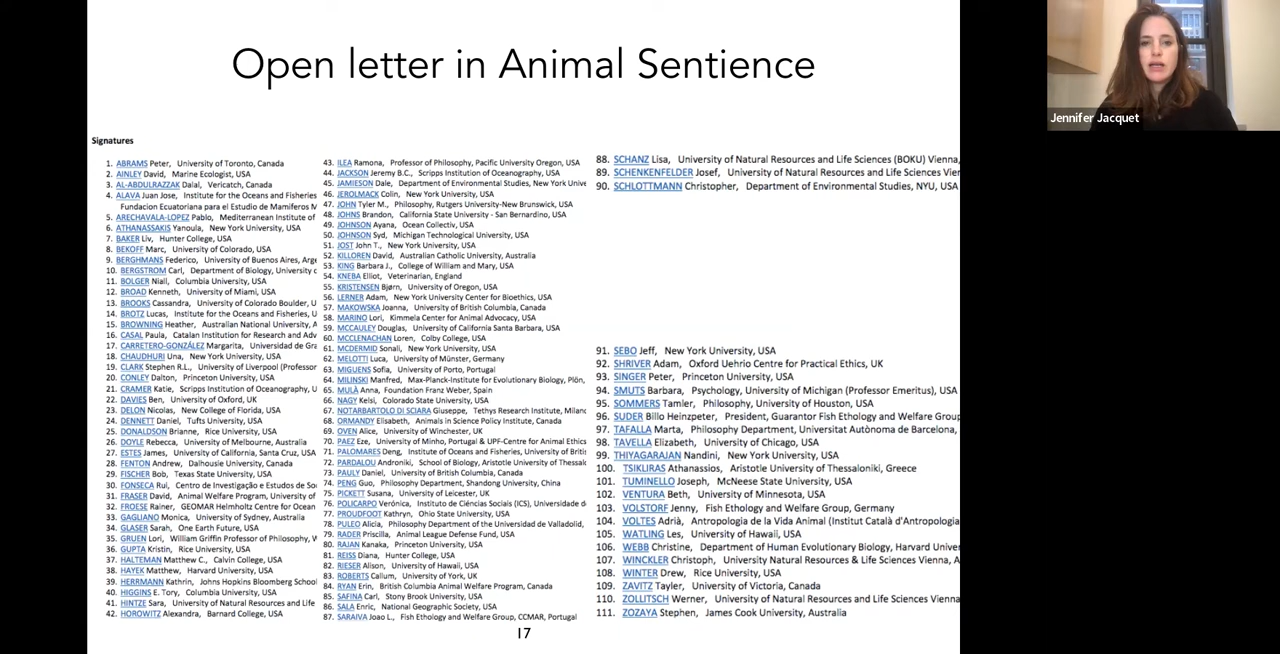 Open letter in Animal Sentience
Signatures
1. ABRAMS Peter, University of Toronto, Canada
2. AINLEY David, Marine Ecologist, USA
3. AL-ABDULRAZZAK Dalal, Vericatch, Canada
4. ALAVA Juan Jose, Institute for the Oceans and Fisheries
Fundacion Ecuatoriana para el Estudio de Mamiferos M
5. ARECHAVALA-LOPEZ Pablo, Mediterranean Institute of
6. ATHANASSAKIS Yanoula, New York University, USA
7. BAKER Liv, Hunter College, USA
8. BEKOFF Marc, University of Colorado, USA
9. BERGHMANS Federico, University of Buenos Aires, Arge
10. BERGSTROM Carl, Department of Biology, University o
11. BOLGER Niall, Columbia University, USA
12. BROAD Kenneth, University of Miami, USA
13. BROOKS Cassandra, University of Colorado Boulder, U
14. BROTZ Lucas, Institute for the Oceans and Fisheries, U
15. BROWNING Heather, Australian National University, A
16. CASAL Paula, Catalan Institution for Research and Adv
17. CARRETERO-GONZÁLEZ Margarita, Universidad de Gra
18. CHAUDHURI Una, New York University, USA
19. CLARK Stephen R.L., University of Liverpool (Professor
20. CONLEY Dalton, Princeton University, USA
21. CRAMER Katie, Scripps Institution of Oceanography, U
22. DAVIES Ben, University of Oxford, UK
23. DELON Nicolas, New College of Florida, USA
24. DENNETT Daniel, Tufts University, USA
25. DONALDSON Brianne, Rice University, USA
26. DOYLE Rebecca, University of Melbourne, Australia
27. ESTES James, University of California, Santa Cruz, USA
28. FENTON Andrew, Dalhousie University, Canada
29. FISCHER Bob, Texas State University, USA
30. FONSECA Rui, Centro de Investigação e Estudos de So
31. FRASER David, Animal Welfare Program, University of
32. FROESE Rainer, GEOMAR Helmholtz Centre for Ocean
33. GAGLIANO Monica, University of Sydney, Australia
34. GLASER Sarah, One Earth Future, USA
35. GRUEN Lori, William Griffin Professor of Philosophy, W
36. GUPTA Kristin, Rice University, USA
37. HALTEMAN Matthew C., Calvin College, USA
38. HAYEK Matthew, Harvard University, USA
39. HERRMANN Kathrin, Johns Hopkins Bloomberg School
40. HIGGINS E. Tory, Columbia University, USA
41. HINTZE Sara, University of Natural Resources and Life
42. HOROWITZ Alexandra, Barnard College, USA
43. ILEA Ramona, Professor of Philosophy, Pacific University Oregon, USA
44. JACKSON Jeremy B.C., Scripps Institution of Oceanography, USA
45. JAMIESON Dale, Department of Environmental Studies, New York Unive
46. JEROLMACK Colin, New York University, USA
47. JOHN Tyler M., Philosophy, Rutgers University-New Brunswick, USA
48. JOHNS Brandon, California State University - San Bernardino, USA
49. JOHNSON Ayana, Ocean Collectiv, USA
50. JOHNSON Syd, Michigan Technological University, USA
51. JOST John T., New York University, USA
52. KILLOREN David, Australian Catholic University, Australia
53. KING Barbara J., College of William and Mary, USA
54. KNEBA Elliot, Veterinarian, England
55. KRISTENSEN Bjørn, University of Oregon, USA
56. LERNER Adam, New York University Center for Bioethics, USA
57. MAKOWSKA Joanna, University of British Columbia, Canada
58. MARINO Lori, Kimmela Center for Animal Advocacy, USA
59. MCCAULEY Douglas, University of California Santa Barbara, USA
60. MCCLENACHAN Loren, Colby College, USA
61. MCDERMID Sonali, New York University, USA
62. MELOTTI Luca, University of Münster, Germany
63. MIGUENS Sofia, University of Porto, Portugal
64. MILINSKI Manfred, Max-Planck-Institute for Evolutionary Biology, Plön,
65. MULÀ Anna, Foundation Franz Weber, Spain
66. NAGY Kelsi, Colorado State University, USA
67. NOTARBARTOLO DI SCIARA Giuseppe, Tethys Research Institute, Milano
68. ORMANDY Elisabeth, Animals in Science Policy Institute, Canada
69. OVEN Alice, University of Winchester, UK
70. PAEZ Eze, University of Minho, Portugal & UPF-Centre for Animal Ethics
71. PALOMARES Deng, Institute of Oceans and Fisheries, University of Briti
72. PARDALOU Androniki, School of Biology, Aristotle University of Thessalo
73. PAULY Daniel, University of British Columbia, Canada
74. PENG Guo, Philosophy Department, Shandong University, China
75. PICKETT Susana, University of Leicester, UK
76. POLICARPO Verónica, Instituto de Ciências Sociais (ICS), Universidade d
77. PROUDFOOT Kathryn, Ohio State University, USA
78. PULEO Alicia, Philosophy Department of the Universidad de Valladolid,
79. RADER Priscilla, Animal League Defense Fund, USA
80. RAJAN Kanaka, Princeton University, USA
81. REISS Diana, Hunter College, USA
82. RIESER Alison, University of Hawaii, USA
83. ROBERTS Callum, University of York, UK
84. RYAN Erin, British Columbia Animal Welfare Program, Canada
85. SAFINA Carl, Stony Brook University, USA
86. SALA Enric, National Geographic Society, USA
87. SARAIVA Joao L., Fish Ethology and Welfare Group, CCMAR, Portugal
88. SCHANZ Lisa, University of Natural Resources and Life Sciences (BOKU) Vienna,
89. SCHENKENFELDER Josef, University of Natural Resources and Life Sciences Vien
90. SCHLOTTMANN Christopher, Department of Environmental Studies, NYU, USA
91. SEBO Jeff, New York University, USA
92. SHRIVER Adam, Oxford Uehrio Centre for Practical Ethics, UK
93. SINGER Peter, Princeton University, USA
94. SMUTS Barbara, Psychology, University of Michigan (Professor Emeritus), USA
95. SOMMERS Tamler, Philosophy, University of Houston, USA
96. SUDER Billo Heinzpeter, President, Guarantor Fish Ethology and Welfare Group
97. TAFALLA Marta, Philosophy Department, Universitat Autònoma de Barcelona,
98. TAVELLA Elizabeth, University of Chicago, USA
99. THIYAGARAJAN Nandini, New York University, USA
100. TSIKLIRAS Athanassios, Aristotle University of Thessaloniki, Greece
101. TUMINELLO Joseph, McNeese State University, USA
102. VENTURA Beth, University of Minnesota, USA
103. VOLSTORF Jenny, Fish Ethology and Welfare Group, Germany
104. VOLTES Adrià, Antropologia de la Vida Animal (Institut Català d'Antropologia
105. WATLING Les, University of Hawaii, USA
106. WEBB Christine, Department of Human Evolutionary Biology, Harvard Univer
107. WINCKLER Christoph, University Natural Resources & Life Sciences Vienna, A
108. WINTER Drew, Rice University, USA
109. ZAVITZ Tayler, University of Victoria, Canada
110. ZOLLITSCH Werner, University of Natural Resources and Life Sciences Vienna
111. ZOZAYA Stephen, James Cook University, Australia
17
Jennifer Jacquet